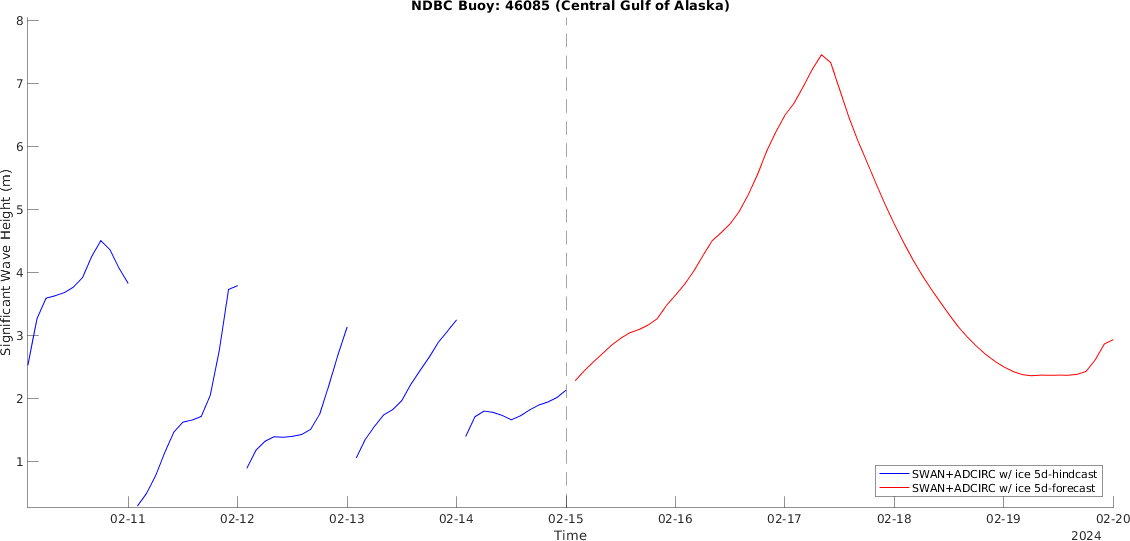 NDBC Buoy: 46085 (Central Gulf of Alaska)
8
7
6
5
4
3
2
1
Significant Wave Height (m)
SWAN+ADCIRC w/ ice 5d-hindcast
SWAN+ADCIRC w/ ice 5d-forecast
02-11 02-12 02-13 02-14 02-15 02-16 02-17 02-18 02-19 02-20
Time
2024